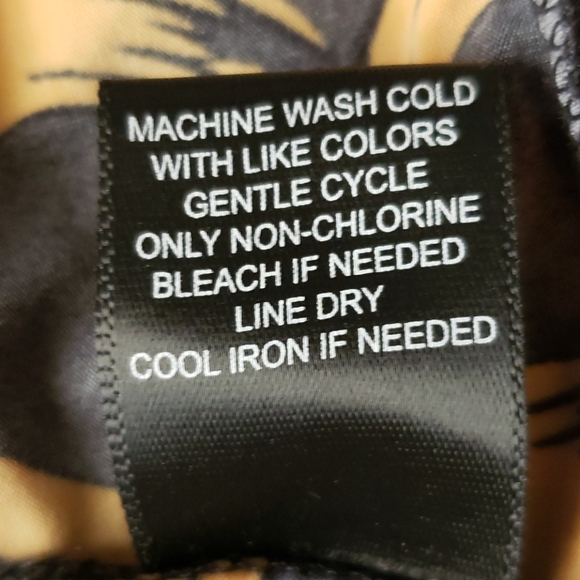 MACHINE WASH COLD
WITH LIKE COLORS
GENTLE CYCLE
ONLY NON-CHLORINE
BLEACH IF NEEDED
LINE DRY
COOL IRON IF NEEDED